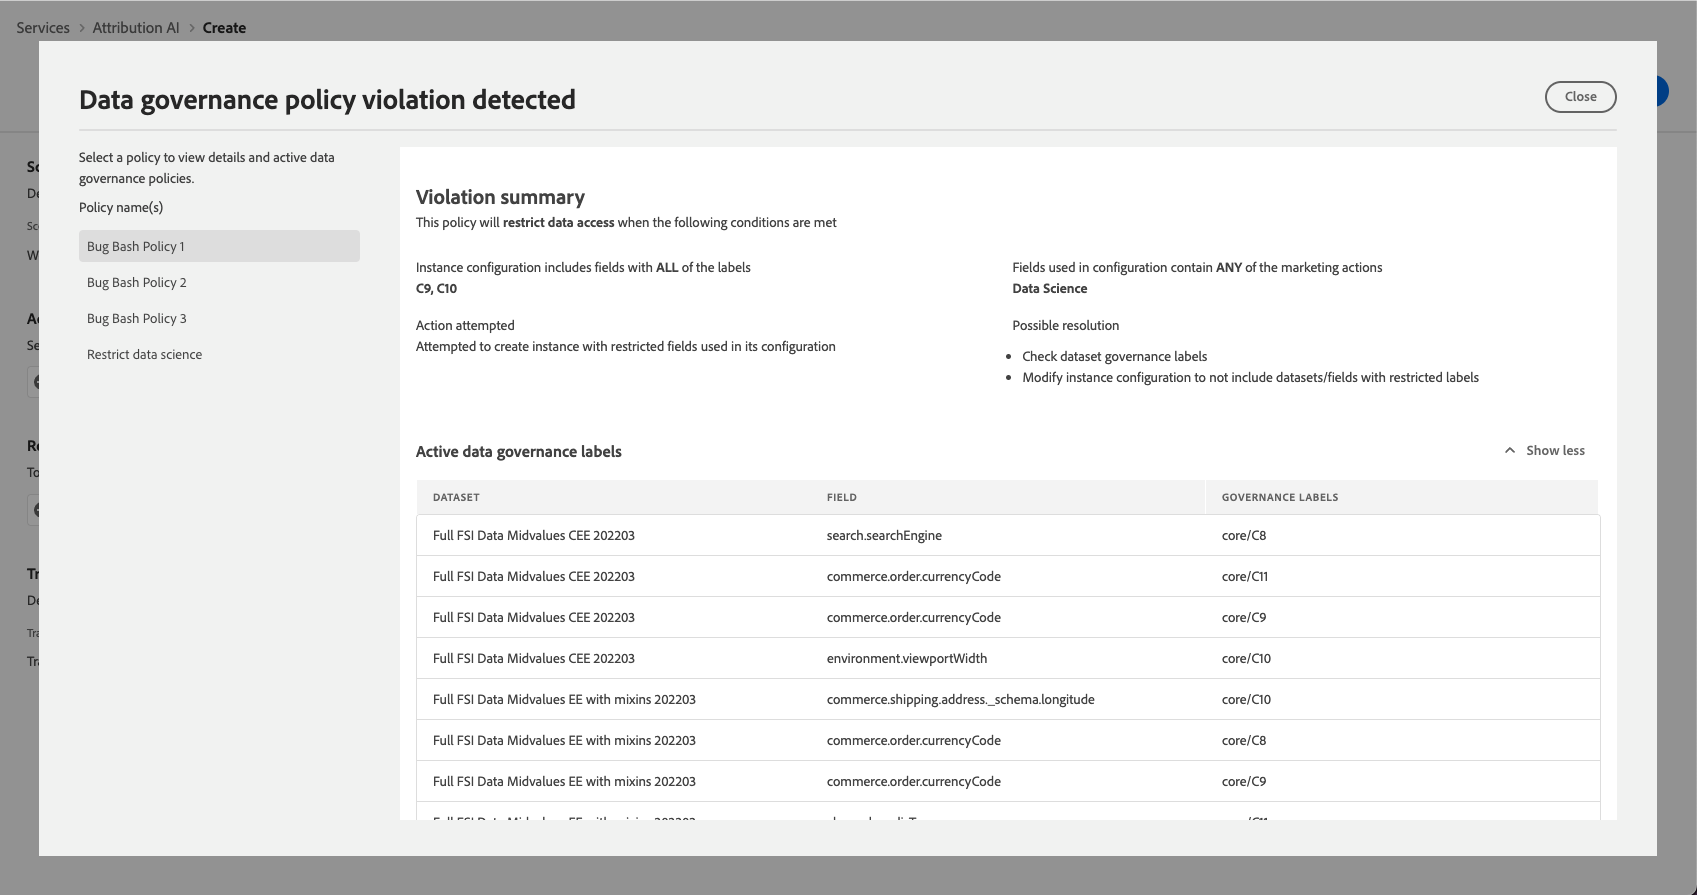 Services > Attribution AI > Create
Data governance policy violation detected
Close
Select a policy to view details and active data
governance policies.
Policy name(s)
Bug Bash Policy 1
Bug Bash Policy 2
Bug Bash Policy 3
Restrict data science
Violation summary
This policy will restrict data access when the following conditions are met
Instance configuration includes fields with ALL of the labels
C9, C10
Fields used in configuration contain ANY of the marketing actions
Data Science
Action attempted
Attempted to create instance with restricted fields used in its configuration
Possible resolution
• Check dataset governance labels
• Modify instance configuration to not include datasets/fields with restricted labels
Active data governance labels
Show less
DATASET FIELD GOVERNANCE LABELS
Full FSI Data Midvalues CEE 202203 search.searchEngine core/C8
Full FSI Data Midvalues CEE 202203 commerce.order.currencyCode core/C11
Full FSI Data Midvalues CEE 202203 commerce.order.currencyCode core/C9
Full FSI Data Midvalues CEE 202203 environment.viewportWidth core/C10
Full FSI Data Midvalues EE with mixins 202203 commerce.shipping.address._schema.longitude core/C10
Full FSI Data Midvalues EE with mixins 202203 commerce.order.currencyCode core/C8
Full FSI Data Midvalues EE with mixins 202203 commerce.order.currencyCode core/C9